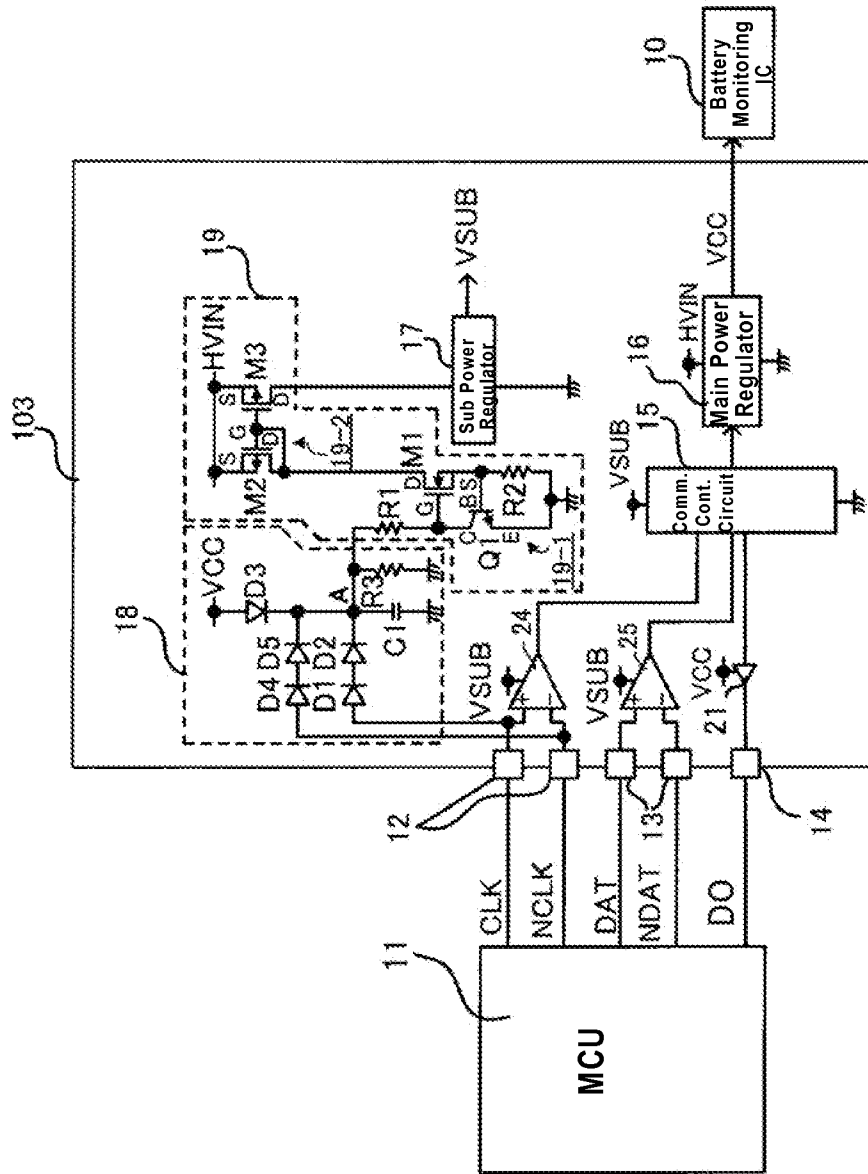 103
18
19
VCC
HVIN
D3
S
S
M3
G
D
D
M2
19-2
D4 D5
A
D1 D2
R3
R1
C1
D
M1
G
B S
C
Q1
E
R2
19-1
17
Sub Power
Regulator
VSUB
12
CLK
NCLK
VSUB
24
+
-
DAT
NDAT
13
VSUB
25
+
-
DO
14
VCC
21
11
MCU
VSUB
15
Comm.
Cont.
Circuit
16
HVIN
Main Power
Regulator
VCC
10
Battery
Monitoring
IC